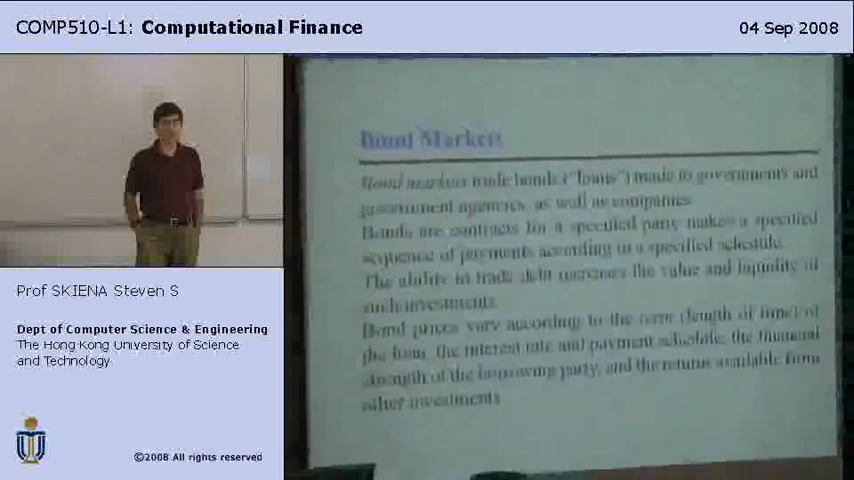 COMP510-L1: Computational Finance
04 Sep 2008
Bond Markets
Bond markets trade bonds ("loans") made to governments and
government agencies, as well as companies.
Bonds are contracts for a specified party makes a specified
sequence of payments according to a specified schedule.
The ability to trade debt increases the value and liquidity of
such investments.
Bond prices vary according to the term (length of time) of
the loan, the interest rate and payment schedule, the financial
strength of the borrowing party, and the returns available from
other investments
Prof SKIENA Steven S
Dept of Computer Science & Engineering
The Hong Kong University of Science
and Technology
©2008 All rights reserved